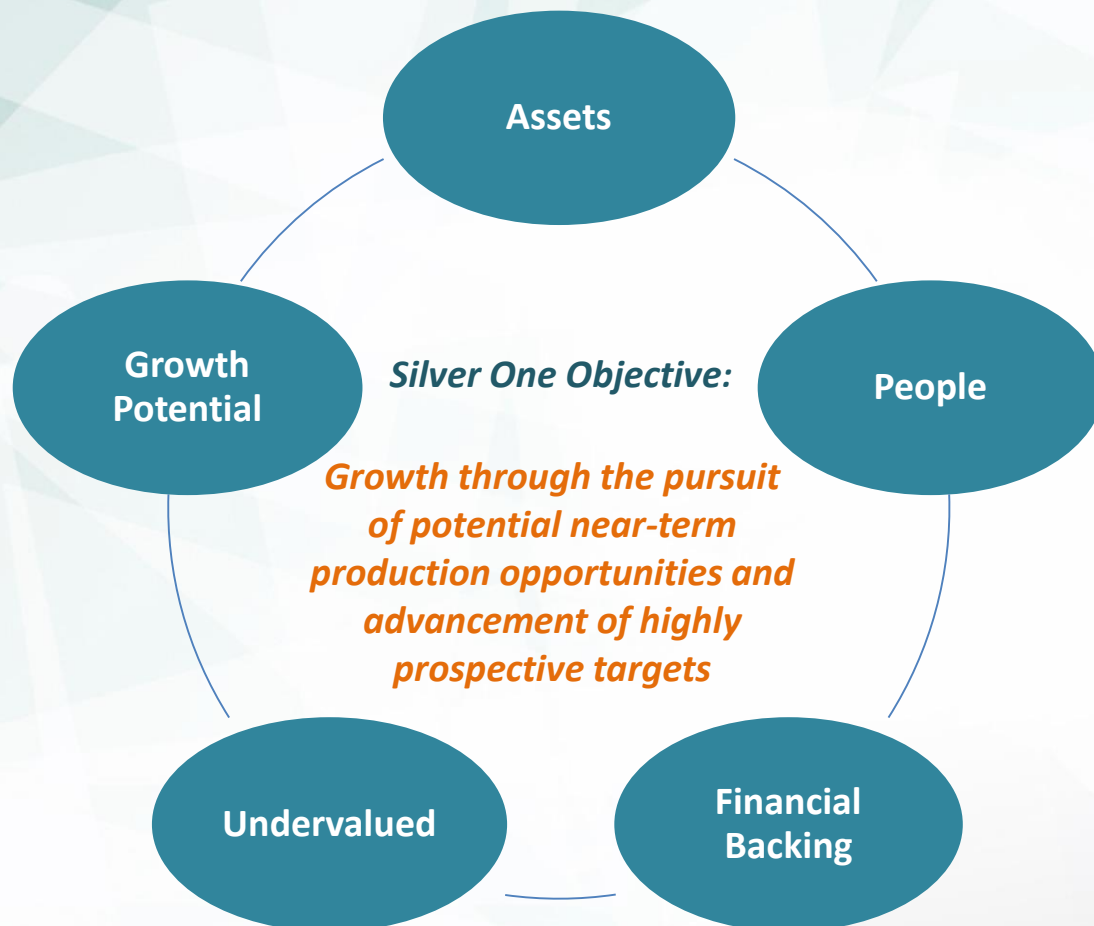 Assets
Growth
Potential
Silver One Objective:
People
Growth through the pursuit
of potential near-term
production opportunities and
advancement of highly
prospective targets
Undervalued
Financial
Backing